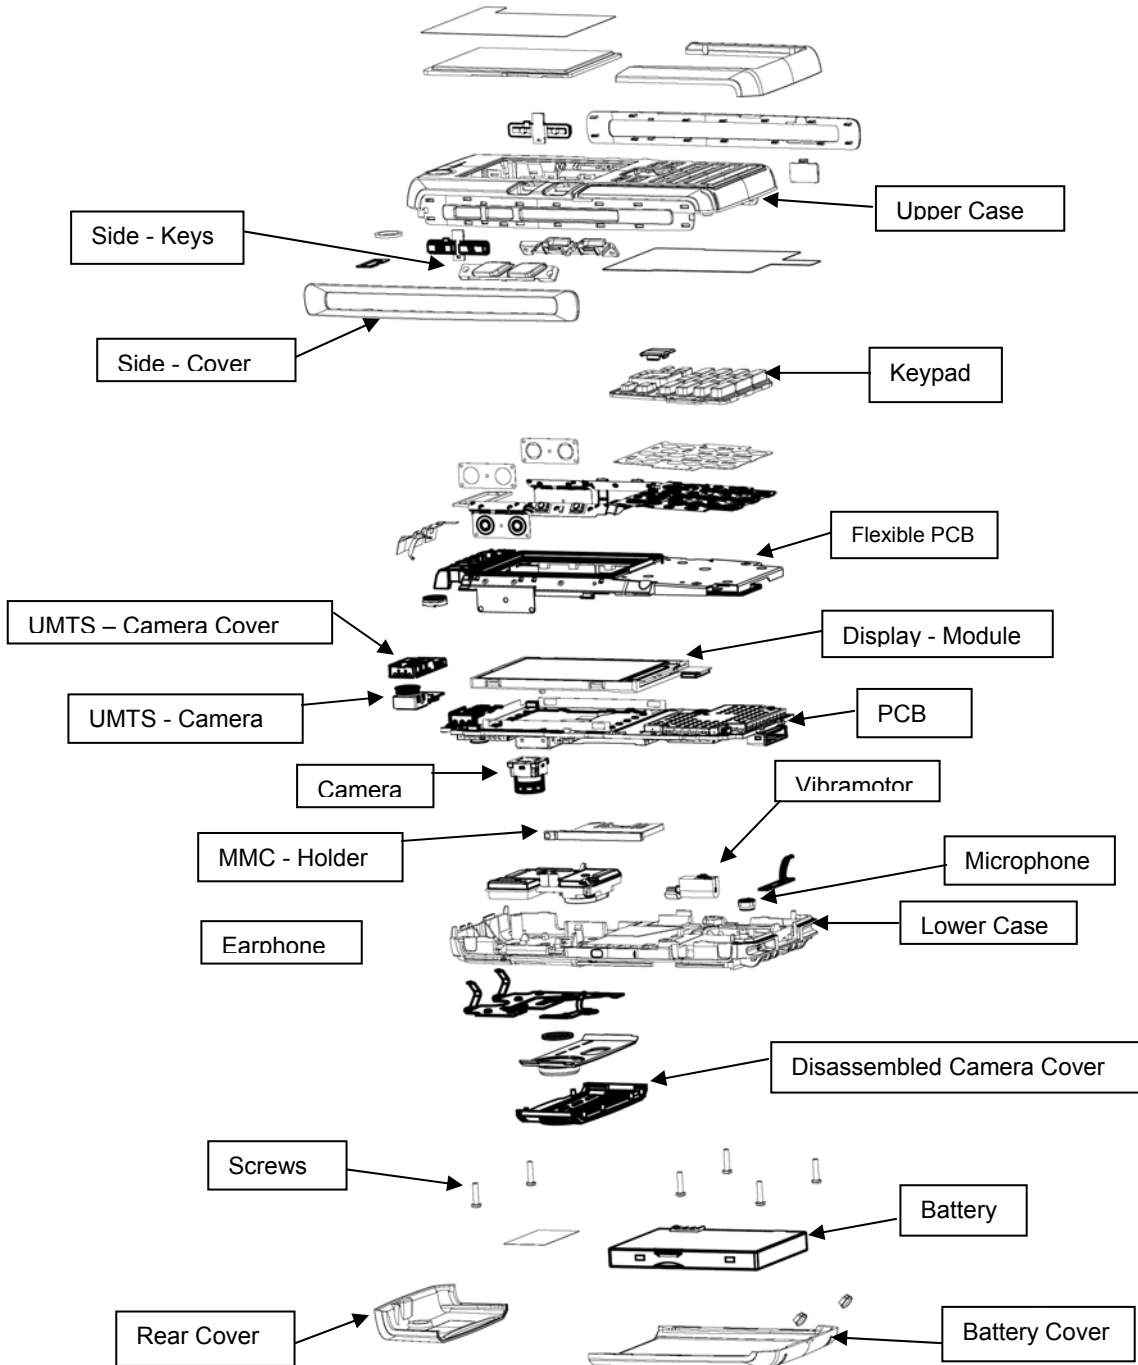 Upper Case
Side - Keys
Side - Cover
Keypad
Flexible PCB
UMTS – Camera Cover
Display - Module
UMTS - Camera
PCB
Camera
Vibramotor
MMC - Holder
Microphone
Earphone
Lower Case
Disassembled Camera Cover
Screws
Battery
Rear Cover
Battery Cover